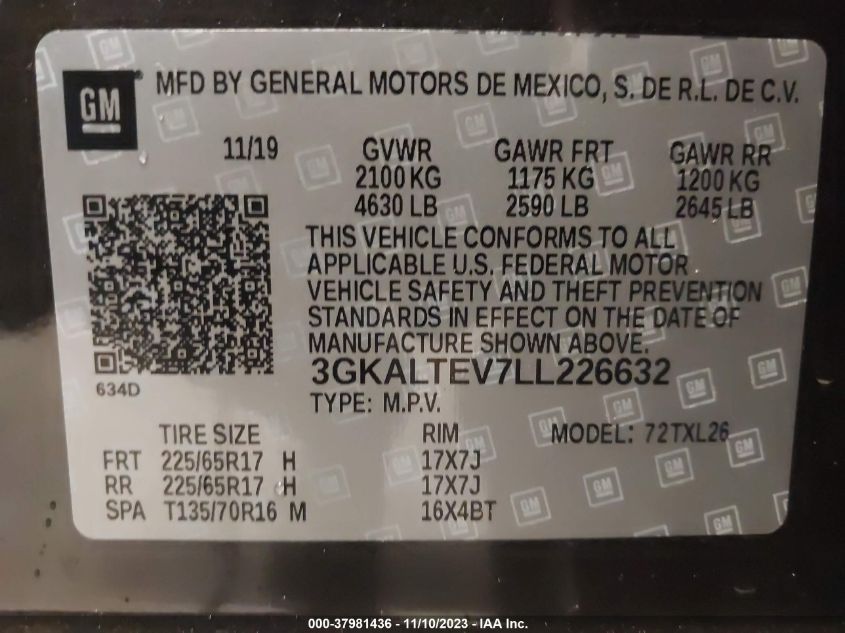 GM MFD BY GENERAL MOTORS DE MEXICO, S. DE R.L. DE C.V.
11/19 GVWR GAWR FRT GAWR RR
2100 KG 1175 KG 1200 KG
4630 LB 2590 LB 2645 LB
THIS VEHICLE CONFORMS TO ALL
APPLICABLE U.S. FEDERAL MOTOR
VEHICLE SAFETY AND THEFT PREVENTION
STANDARDS IN EFFECT ON THE DATE OF
MANUFACTURE SHOWN ABOVE.
3GKALTEV7LL226632
634D
TYPE: M.P.V.
TIRE SIZE RIM MODEL: 72TXL26
FRT 225/65R17 H 17X7J
RR 225/65R17 H 17X7J
SPA T135/70R16 M 16X4BT
000-37981436 - 11/10/2023 - IAA Inc.